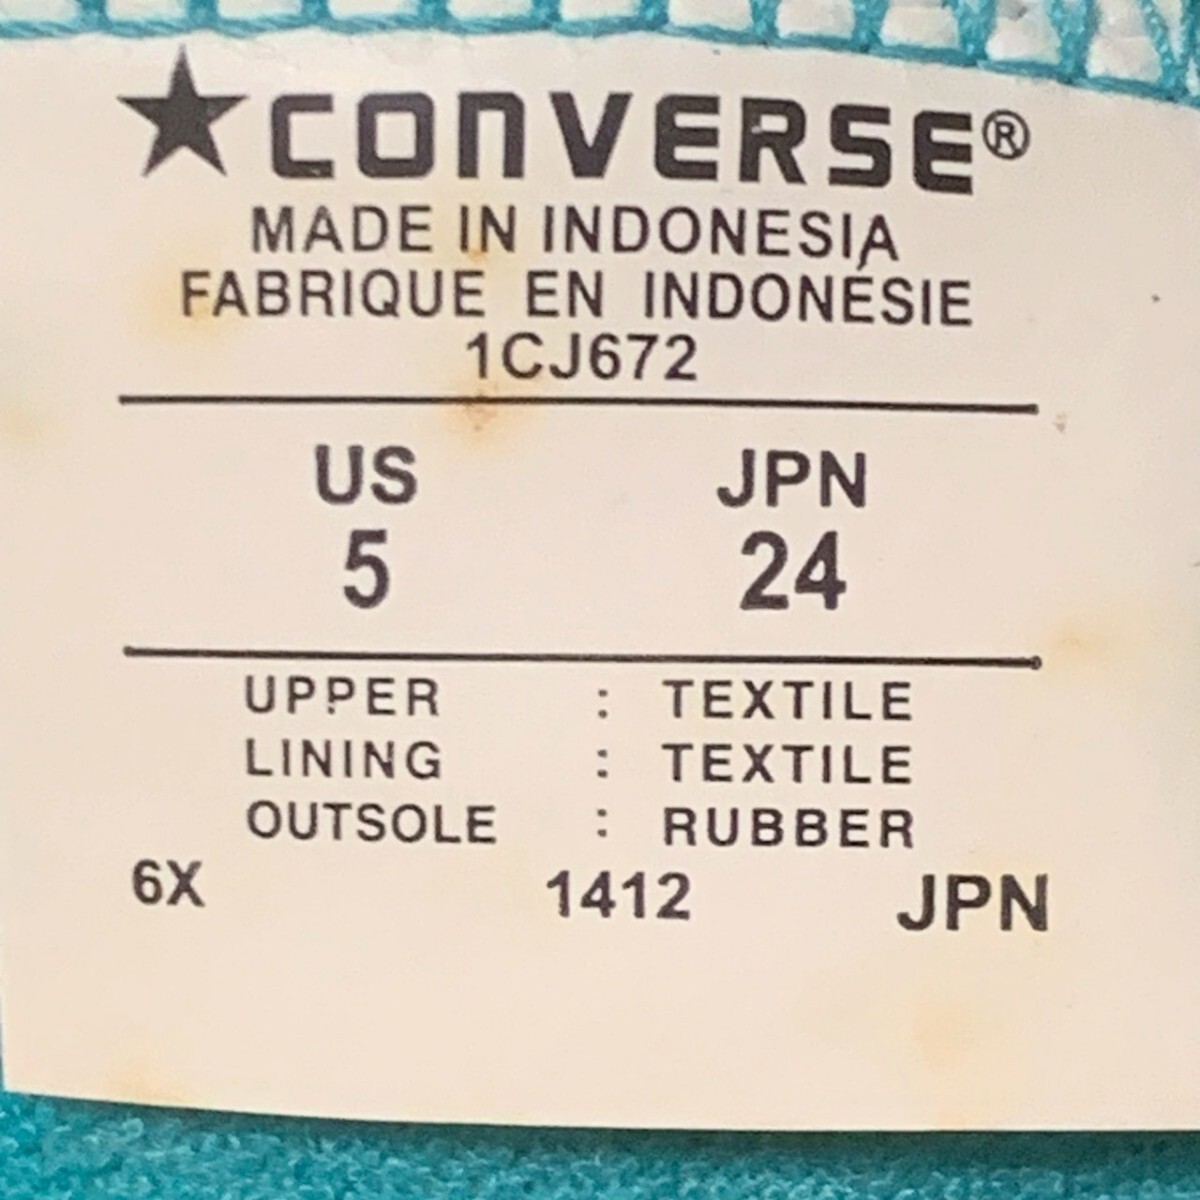 ★CONVERSE®
MADE IN INDONESIA
FABRIQUE EN INDONÉSIE
1CJ672
US JPN
5 24
UPPER : TEXTILE
LINING : TEXTILE
OUTSOLE : RUBBER
6X 1412 JPN